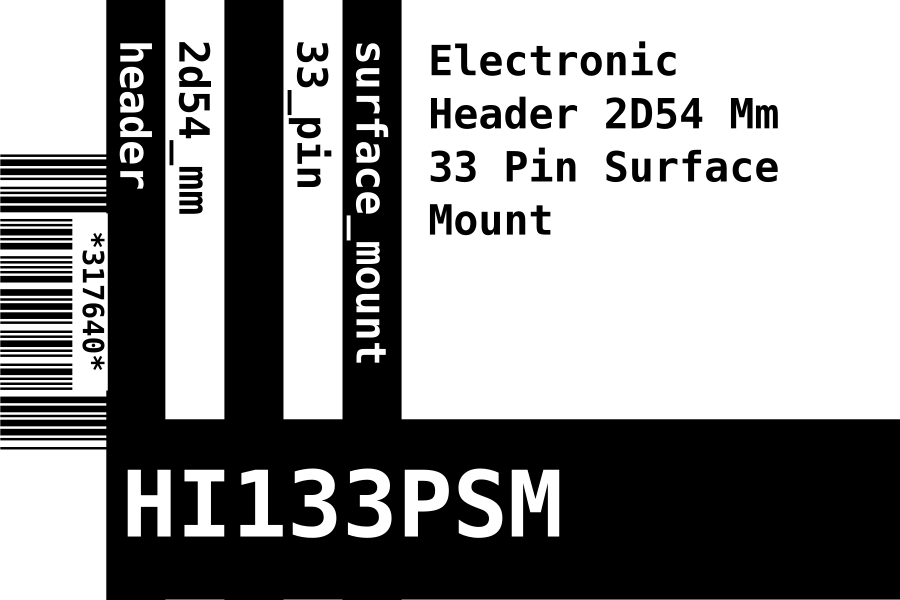 *317640*
header
2d54_mm
33_pin
surface_mount
Electronic
Header 2D54 Mm
33 Pin Surface
Mount
HI133PSM